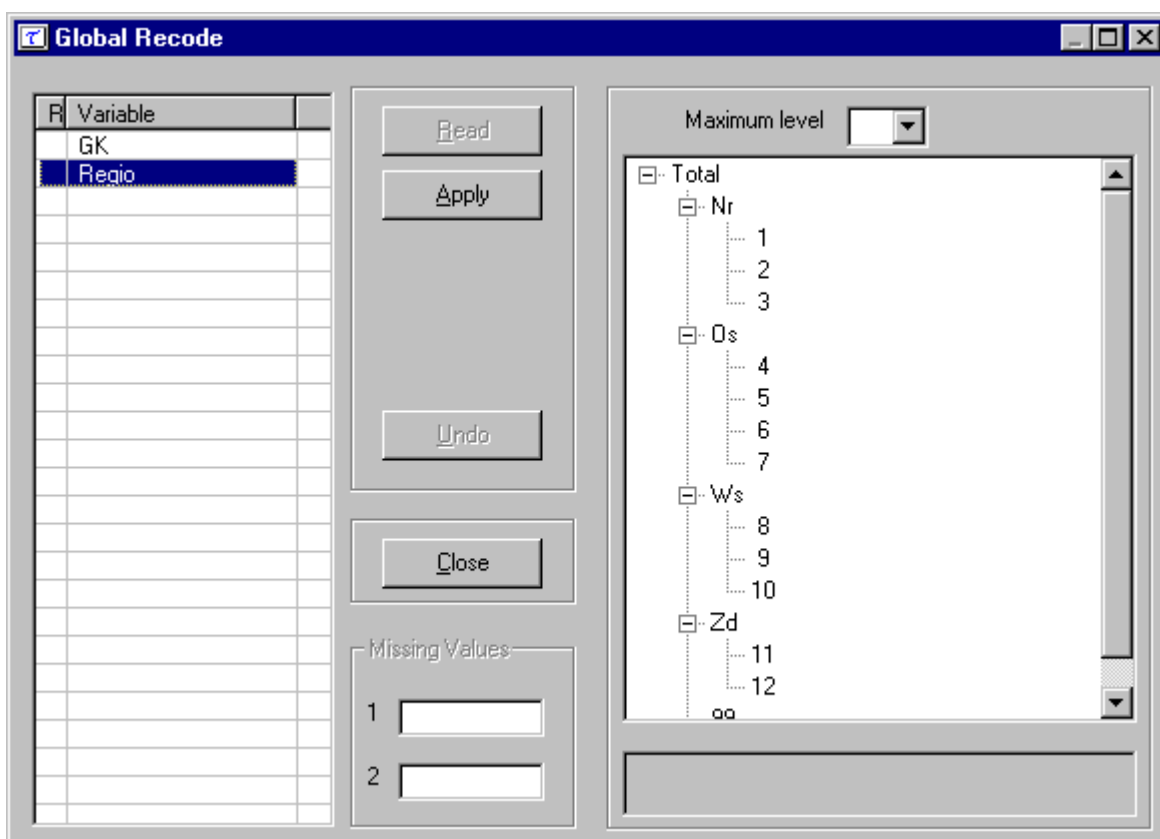 Global Recode
R Variable
GK
Regio
Read
Apply
Undo
Close
Missing Values
1
2
Maximum level
Total
Nr
1
2
3
Os
4
5
6
7
Ws
8
9
10
Zd
11
12